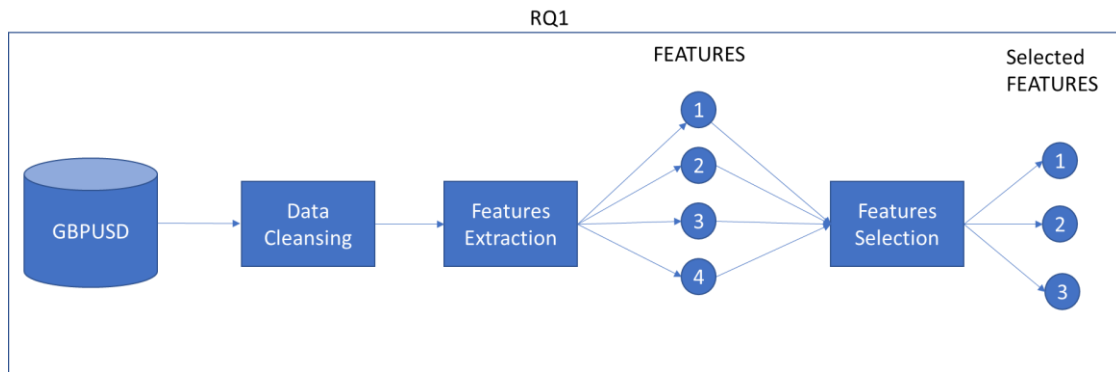 RQ1
FEATURES
Selected
FEATURES
GBPUSD
Data
Cleansing
Features
Extraction
1
2
3
4
Features
Selection
1
2
3